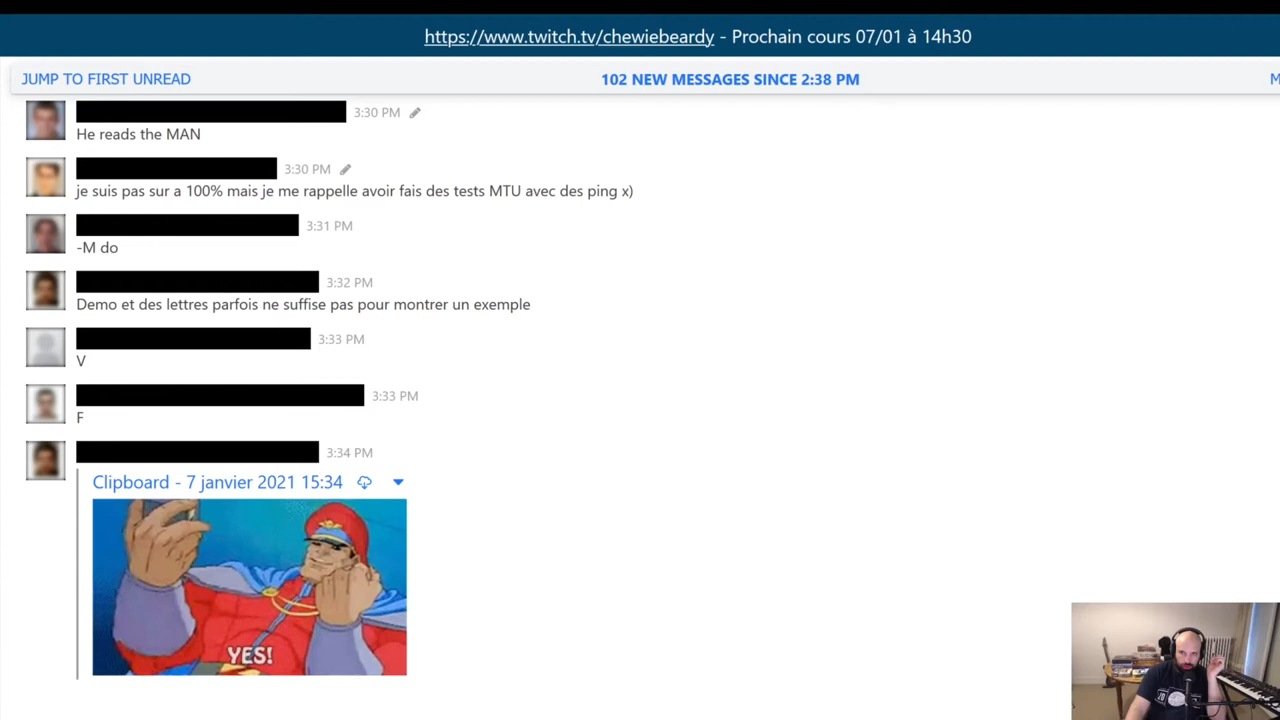 https://www.twitch.tv/chewiebeardy - Prochain cours 07/01 à 14h30
JUMP TO FIRST UNREAD
102 NEW MESSAGES SINCE 2:38 PM
M
3:30 PM
He reads the MAN
3:30 PM
je suis pas sur a 100% mais je me rappelle avoir fais des tests MTU avec des ping x)
3:31 PM
-M do
3:32 PM
Demo et des lettres parfois ne suffise pas pour montrer un exemple
3:33 PM
V
3:33 PM
F
3:34 PM
Clipboard - 7 janvier 2021 15:34
YES!